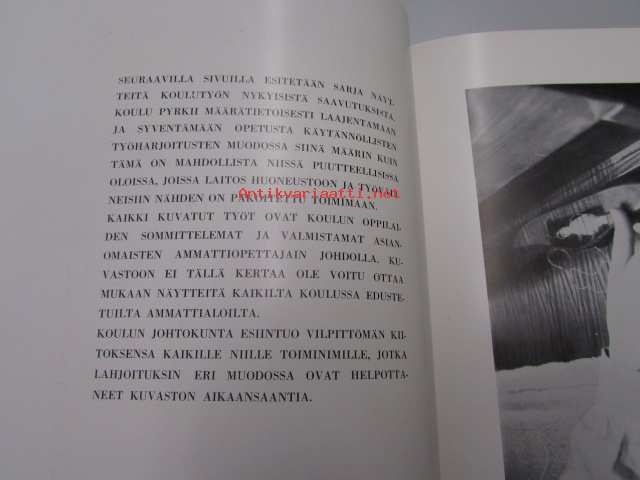 SEURAAVILLA SIVUILLA ESITETÄÄN SARJA NÄYT-
TEITÄ KOULUTYÖN NYKYISISTÄ SAAVUTUKSISTA.
KOULU PYRKII MÄÄRÄTIETOISESTI LAAJENTAMAAN
JA SYVENTÄMÄÄN OPETUSTA KÄYTÄNNÖLLISTEN
TYÖHARJOITUSTEN MUODOSSA SIINÄ MÄÄRIN KUIN
TÄMÄ ON MAHDOLLISTA NIISSÄ PUUTTEELLISISSA
OLOISSA, JOISSA LAITOS HUONEUSTOON JA TYÖVOI-
Antikvariaatti.net
NEISIIN NÄHDEN ON PAKOITETTU TOIMIMAAN.
KAIKKI KUVATUT TYÖT OVAT KOULUN OPPILAI-
DEN SOMMITTELEMAT JA VALMISTAMAT ASIAN-
OMAISTEN AMMATTIOPETTAJAIN JOHDOLLA. KU-
VASTOON EI TÄLLÄ KERTAA OLE VOITU OTTAA
MUKAAN NÄYTTEITÄ KAIKILTA KOULUSSA EDUSTE-
TUILTA AMMATTIALOILTA.
KOULUN JOHTOKUNTA ESIINTUO VILPITTÖMÄN KII-
TOKSENSA KAIKILLE NIILLE TOIMINIMILLE, JOTKA
LAHJOITUKSIN ERI MUODOSSA OVAT HELPOTTA-
NEET KUVASTON AIKAANSAANTIA.